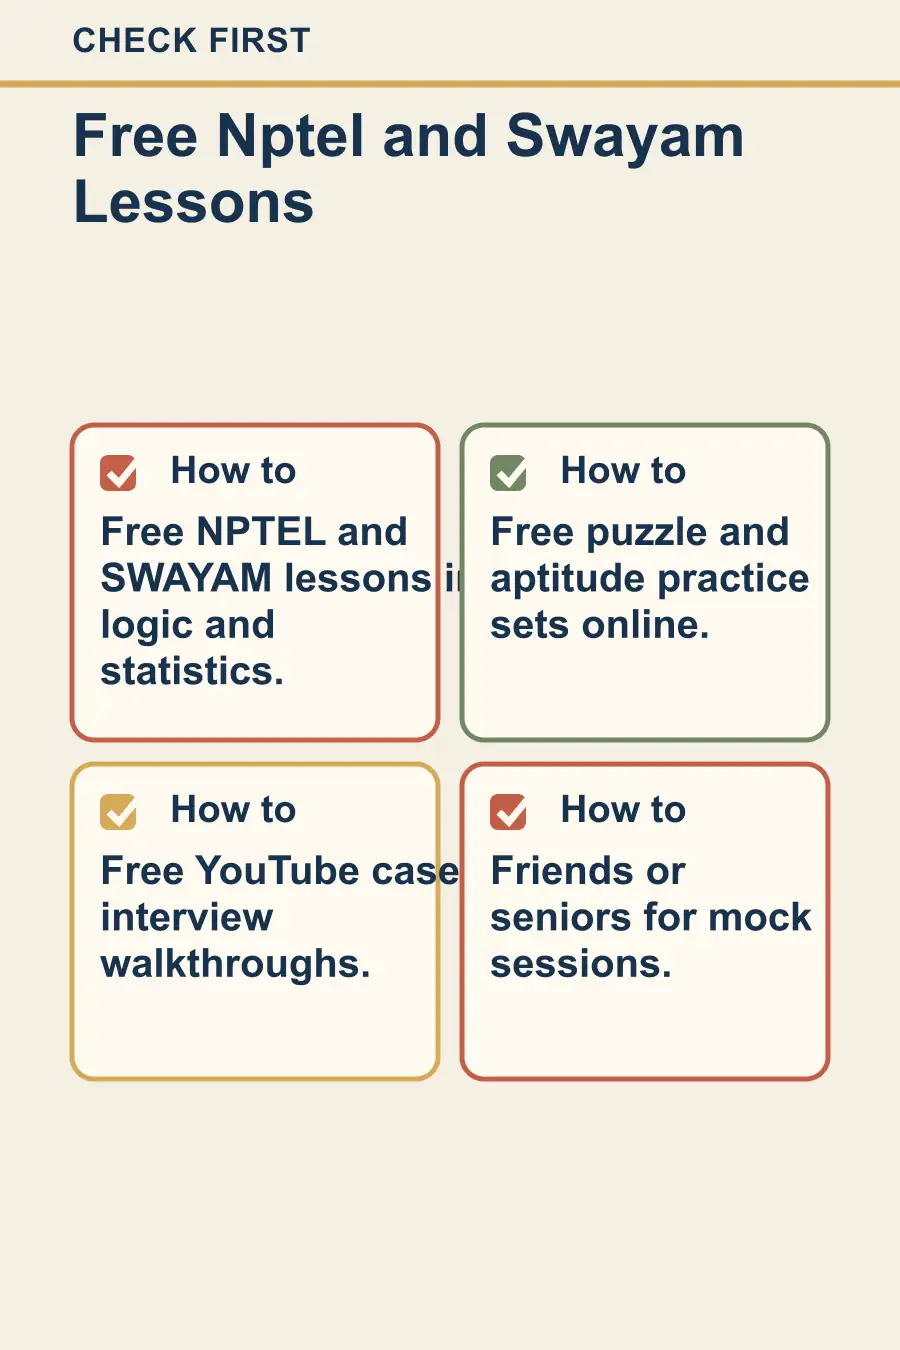 CHECK FIRST
Free Nptel and Swayam
Lessons
How to
Free NPTEL and
SWAYAM lessons
logic and
statistics.
How to
Free puzzle and
aptitude practice
sets online.
How to
Free YouTube case
interview
walkthroughs.
How to
Friends or
seniors for mock
sessions.